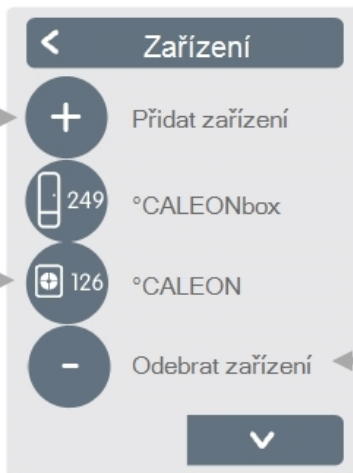 Zařízení
+ Přidat zařízení
249 °CALEONbox
126 °CALEON
- Odebrat zařízení